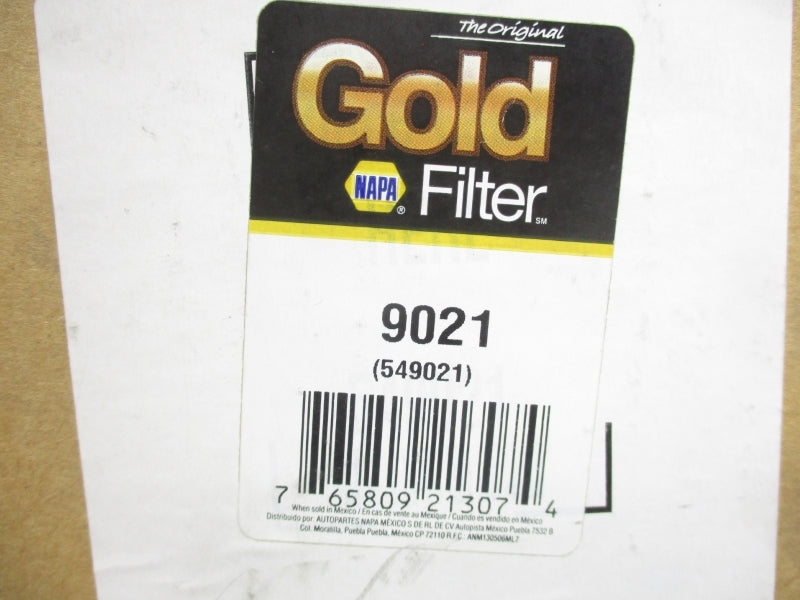 The Original
Gold
NAPA® Filter℠
9021
(549021)
7 65809 21307 4
When sold in Mexico / En cas de vente au Mexique / Cuando es vendido en México
Distribuido por: AUTOPARTES NAPA MÉXICO S DE RL DE CV Autopista México Puebla 7532 B
Col. Moratilla, Puebla Puebla, México CP 72110 R.F.C. ANM130506ML7